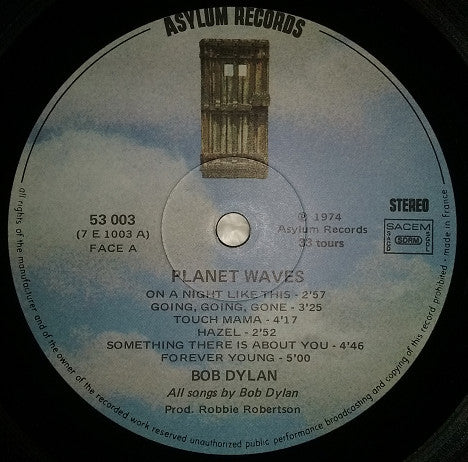 ASYLUM RECORDS
53 003
(7 E 1003 A)
FACE A
℗ 1974
Asylum Records
33 tours
STEREO
SACEM
SDRM
PLANET WAVES
ON A NIGHT LIKE THIS - 2'57
GOING, GOING, GONE - 3'25
TOUCH MAMA - 4'17
HAZEL - 2'52
SOMETHING THERE IS ABOUT YOU - 4'46
FOREVER YOUNG - 5'00
BOB DYLAN
All songs by Bob Dylan
Prod. Robbie Robertson
all rights of the manufacturer and of the owner of the recorded work reserved unauthorized public performance broadcasting and copying of this record prohibited - made in France